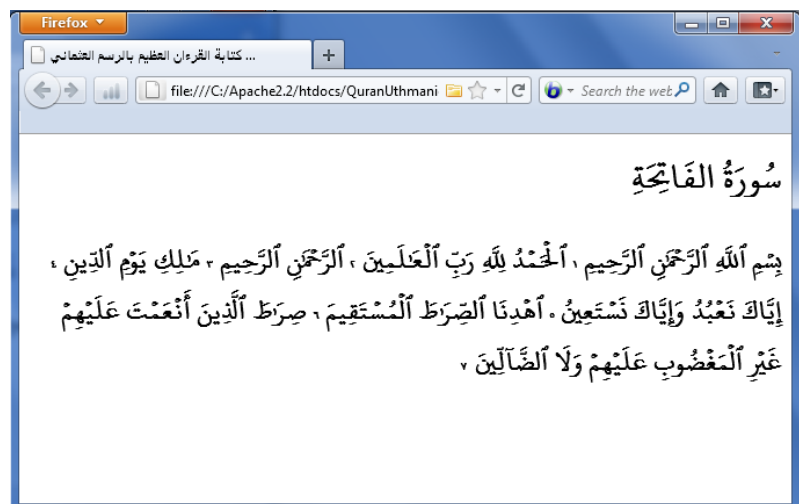 Firefox
... كتابة القرءان العظيم بالرسم العثماني
file:///C:/Apache2.2/htdocs/QuranUthmani
Search the web
سُورَةُ الفَاتِحَةِ
بِسْمِ ٱللَّهِ ٱلرَّحْمَٰنِ ٱلرَّحِيمِ ١ ٱلْحَمْدُ لِلَّهِ رَبِّ ٱلْعَٰلَمِينَ ٢ ٱلرَّحْمَٰنِ ٱلرَّحِيمِ ٣ مَٰلِكِ يَوْمِ ٱلدِّينِ ٤
إِيَّاكَ نَعْبُدُ وَإِيَّاكَ نَسْتَعِينُ ٥ ٱهْدِنَا ٱلصِّرَٰطَ ٱلْمُسْتَقِيمَ ٦ صِرَٰطَ ٱلَّذِينَ أَنْعَمْتَ عَلَيْهِمْ
غَيْرِ ٱلْمَغْضُوبِ عَلَيْهِمْ وَلَا ٱلضَّآلِّينَ ٧